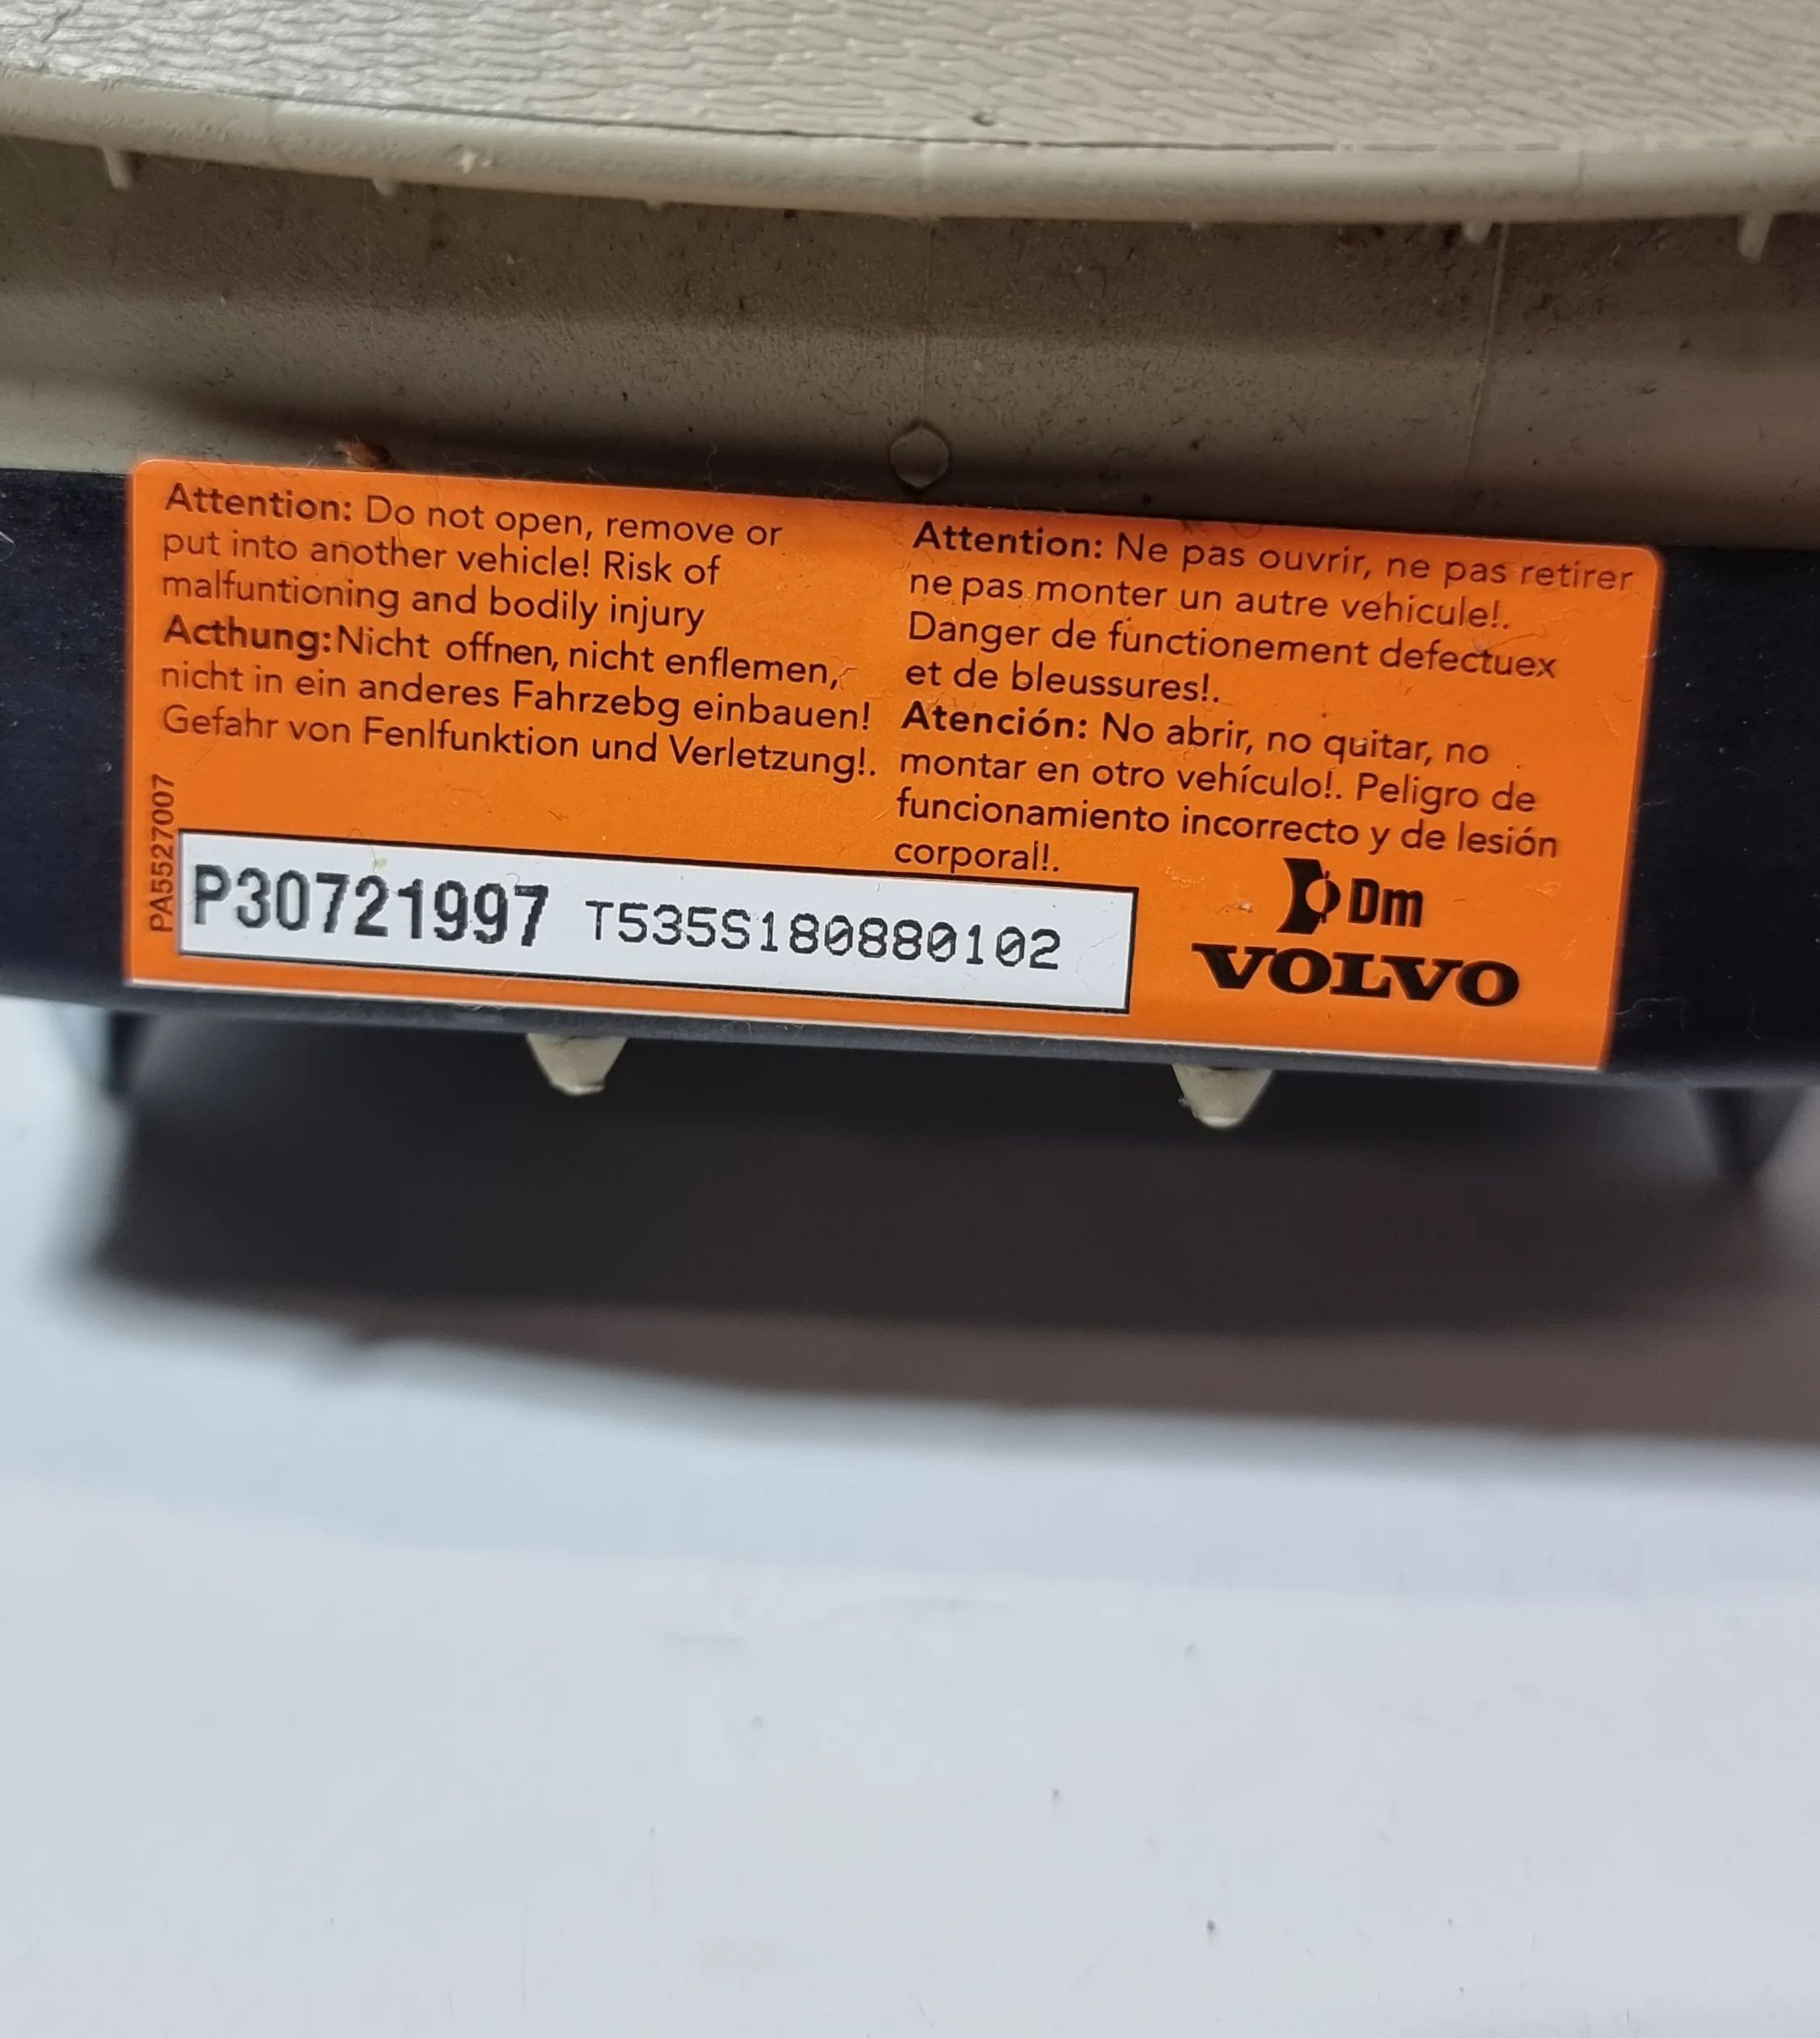 Attention: Do not open, remove or
put into another vehicle! Risk of
malfuntioning and bodily injury
Acthung:Nicht offnen, nicht enflemen,
nicht in ein anderes Fahrzebg einbauen!
Gefahr von Fenlfunktion und Verletzung!.
Attention: Ne pas ouvrir, ne pas retirer
ne pas monter un autre vehicule!.
Danger de functionement defectuex
et de bleussures!.
Atención: No abrir, no quitar, no
montar en otro vehículo!. Peligro de
funcionamiento incorrecto y de lesión
corporal!.
PA5527007
P30721997 T535S180880102
Dm
VOLVO